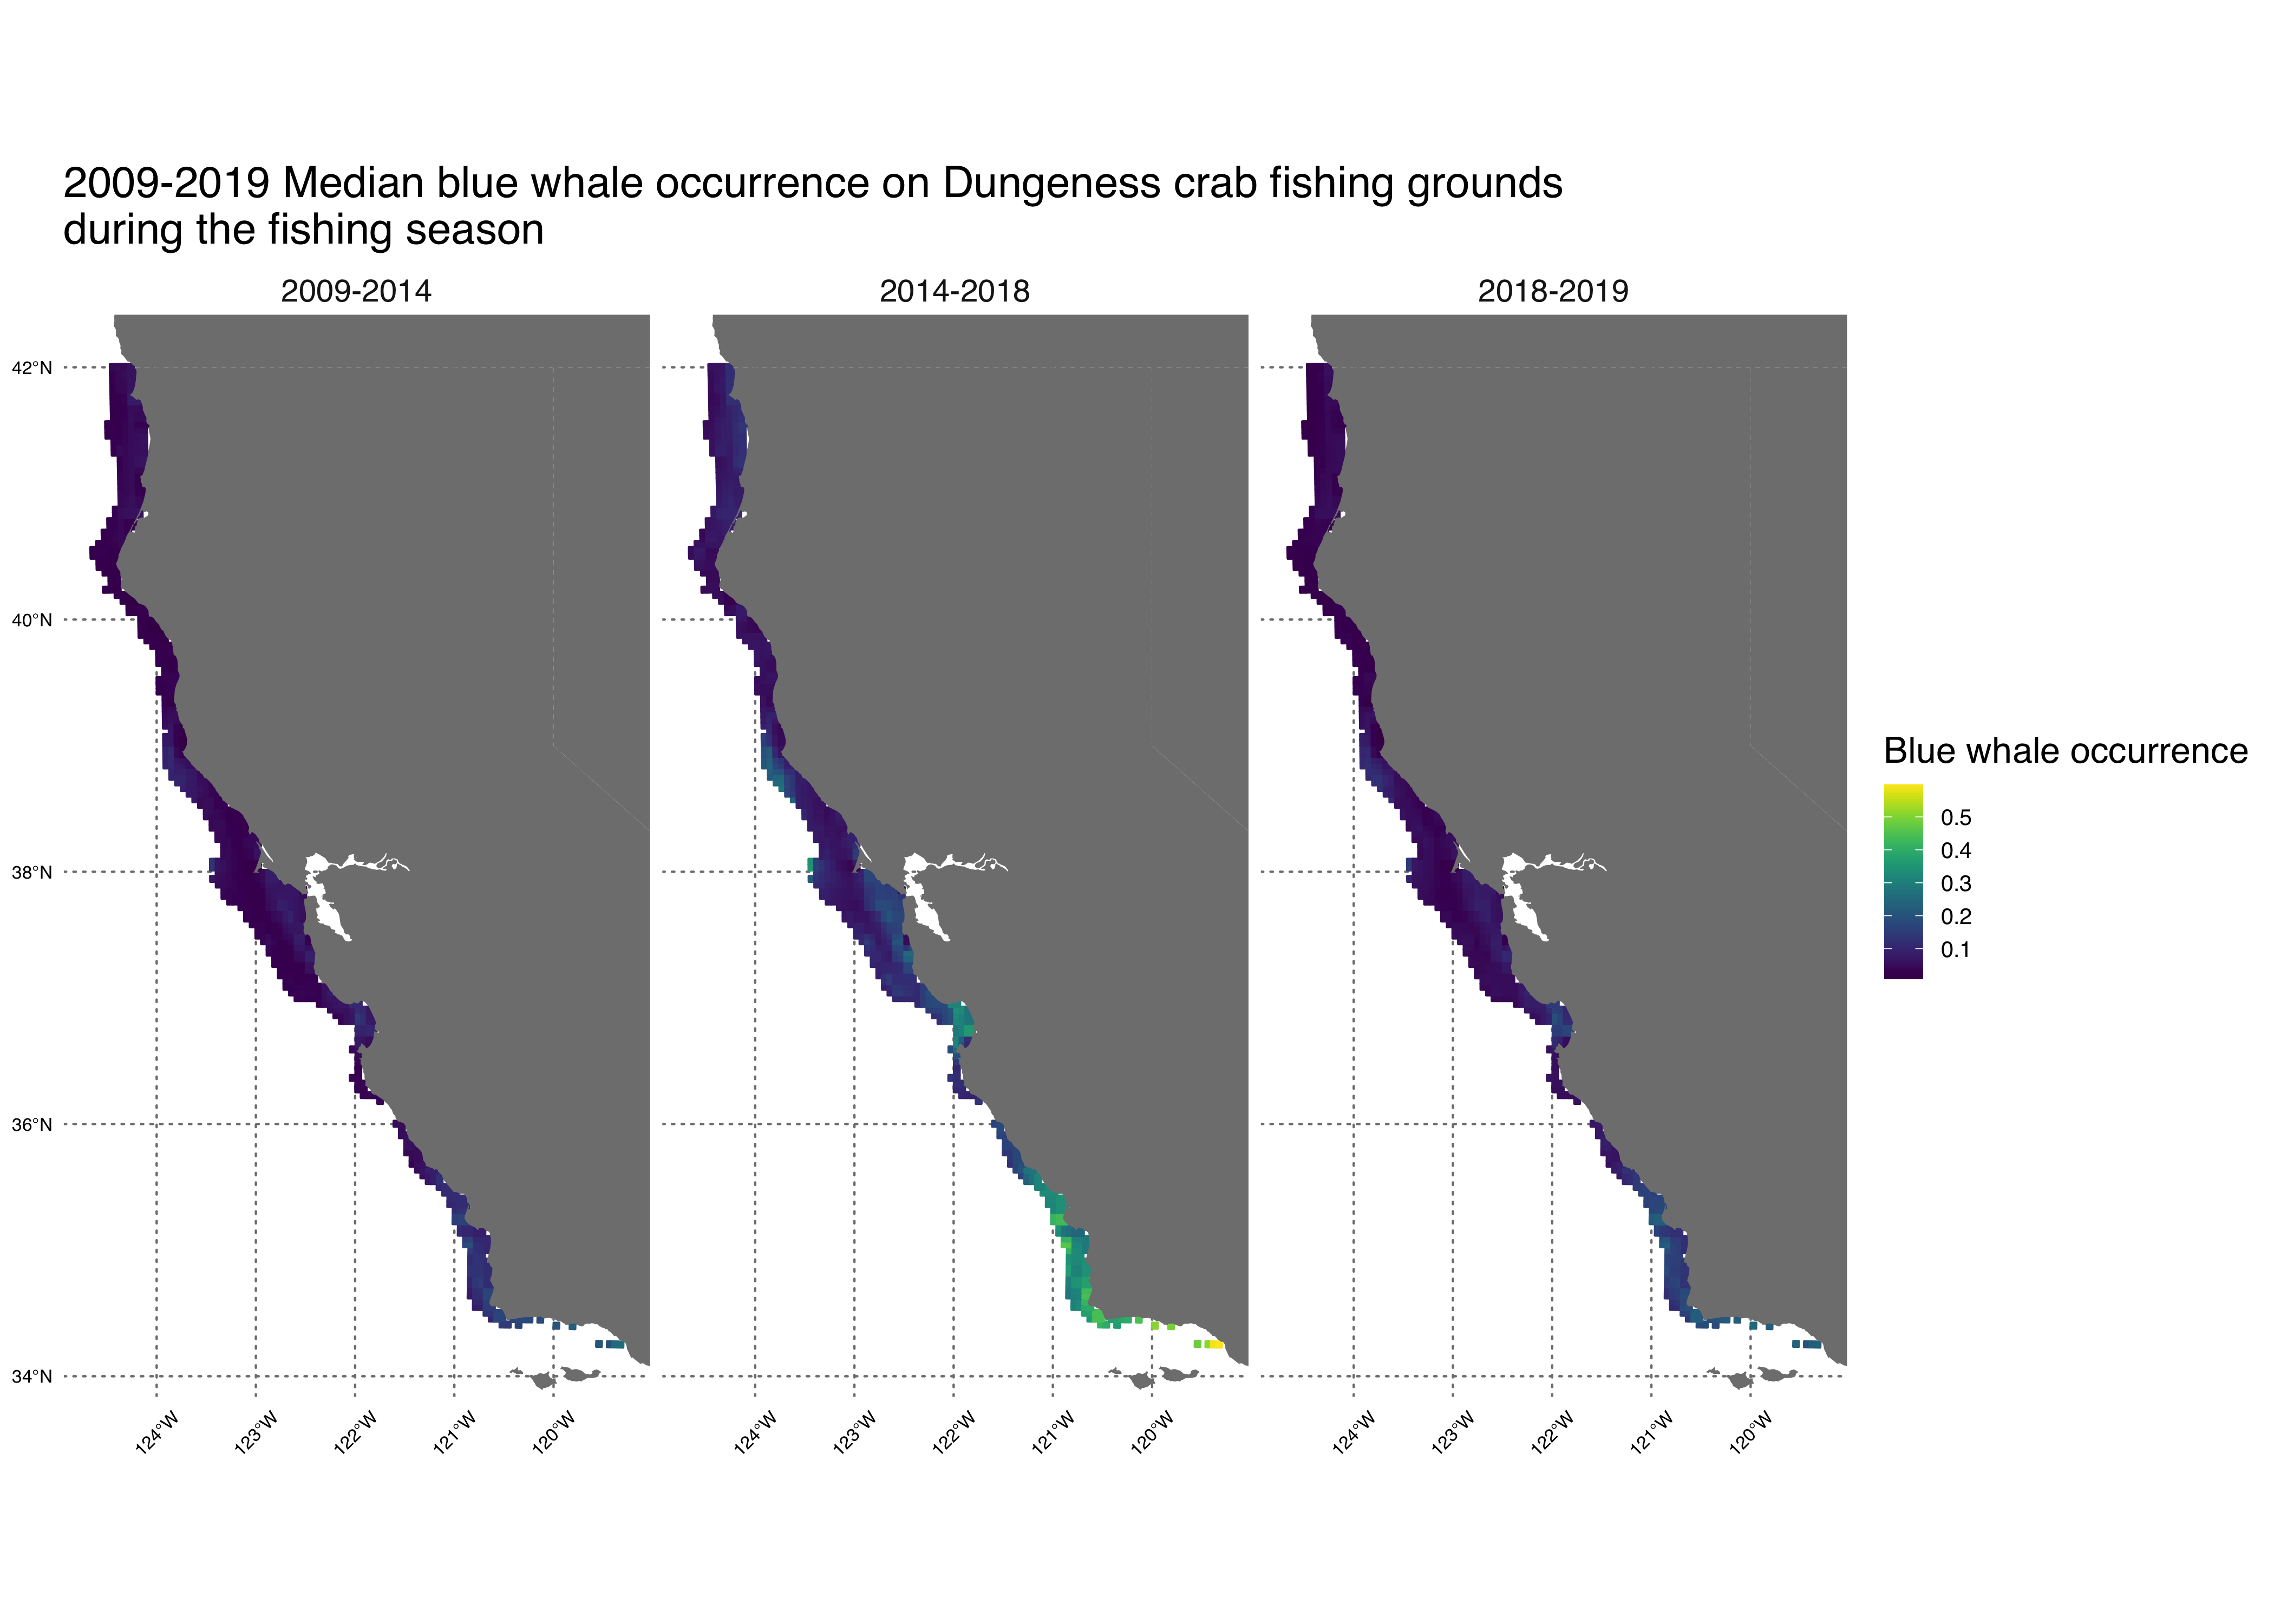 2009-2019 Median blue whale occurrence on Dungeness crab fishing grounds
during the fishing season
2009-2014
2014-2018
2018-2019
42°N
40°N
38°N
36°N
34°N
124°W
123°W
122°W
121°W
120°W
124°W
123°W
122°W
121°W
120°W
124°W
123°W
122°W
121°W
120°W
Blue whale occurrence
0.5
0.4
0.3
0.2
0.1